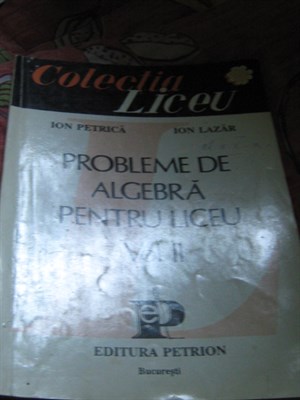 Colecția
LICEU
ION PETRICĂ ION LAZĂR
PROBLEME DE
ALGEBRĂ
PENTRU LICEU
EDITURA PETRION
București